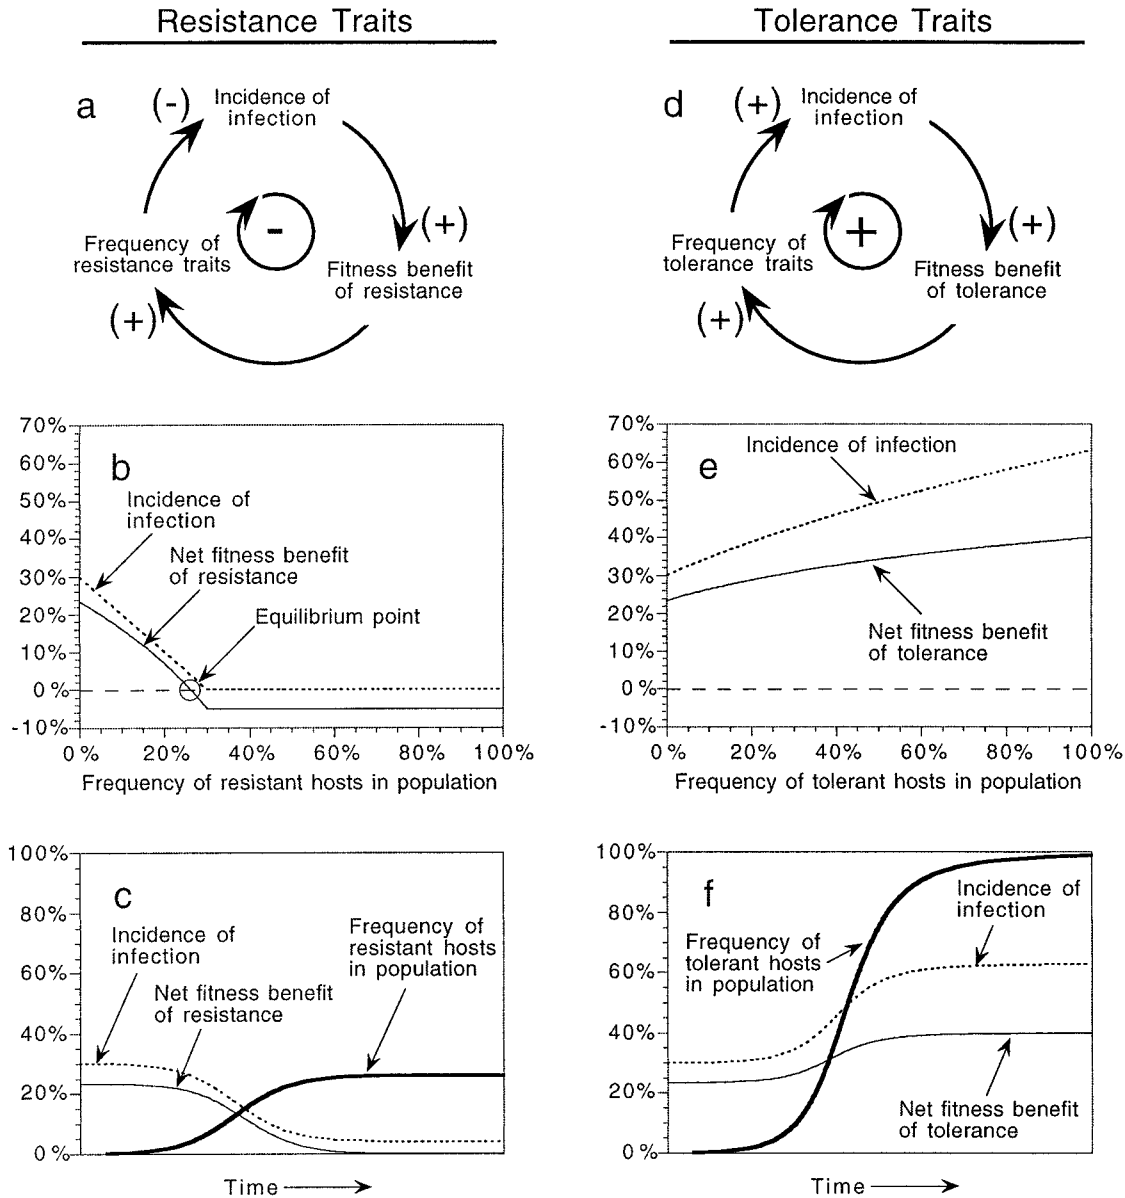 Resistance Traits
a
(-)
Incidence of
infection
(+)
-
Frequency of
resistance traits
Fitness benefit
of resistance
(+)
Tolerance Traits
d
(+)
Incidence of
infection
(+)
+
Frequency of
tolerance traits
Fitness benefit
of tolerance
(+)
70%
60%
50%
40%
30%
20%
10%
0%
-10%
b
Incidence of
infection
Net fitness benefit
of resistance
Equilibrium point
0% 20% 40% 60% 80% 100%
Frequency of resistant hosts in population
70%
60%
50%
40%
30%
20%
10%
0%
-10%
e
Incidence of infection
Net fitness benefit
of tolerance
0% 20% 40% 60% 80% 100%
Frequency of tolerant hosts in population
100%
80%
60%
40%
20%
0%
c
Incidence of
infection
Net fitness benefit
of resistance
Frequency of
resistant hosts
in population
Time
100%
80%
60%
40%
20%
0%
f
Frequency of
tolerant hosts
in population
Incidence of
infection
Net fitness benefit
of tolerance
Time